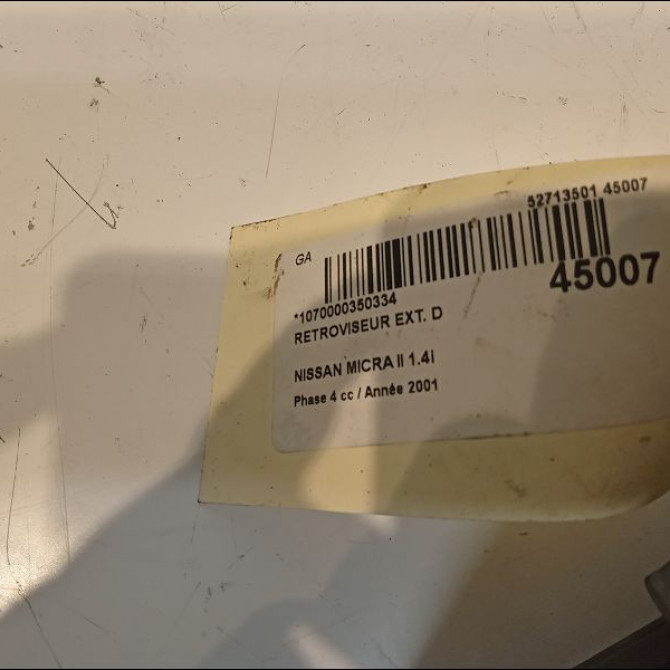 52713501 45007
GA
45007
*1070000350334
RETROVISEUR EXT. D
NISSAN MICRA II 1.4I
Phase 4 cc / Année 2001